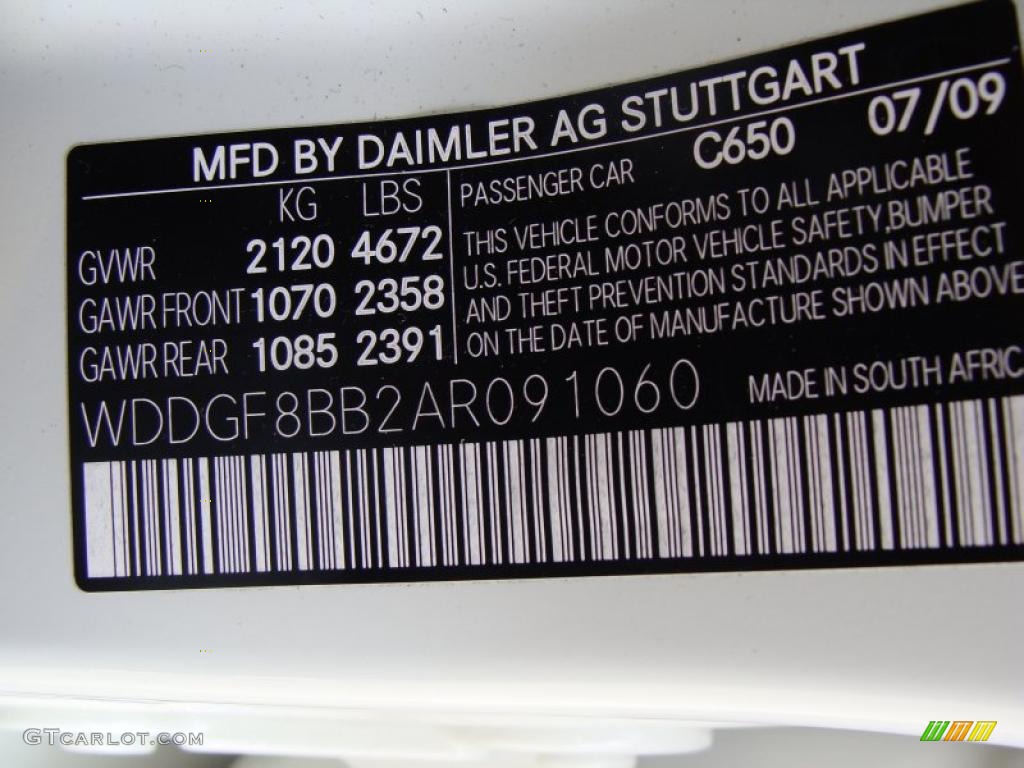 MFD BY DAIMLER AG STUTTGART
KG LBS
GVWR 2120 4672
GAWR FRONT 1070 2358
GAWR REAR 1085 2391
PASSENGER CAR C650 07/09
THIS VEHICLE CONFORMS TO ALL APPLICABLE
U.S. FEDERAL MOTOR VEHICLE SAFETY,BUMPER
AND THEFT PREVENTION STANDARDS IN EFFECT
ON THE DATE OF MANUFACTURE SHOWN ABOVE
WDDGF8BB2AR091060 MADE IN SOUTH AFRIC
GTCARLOT.COM